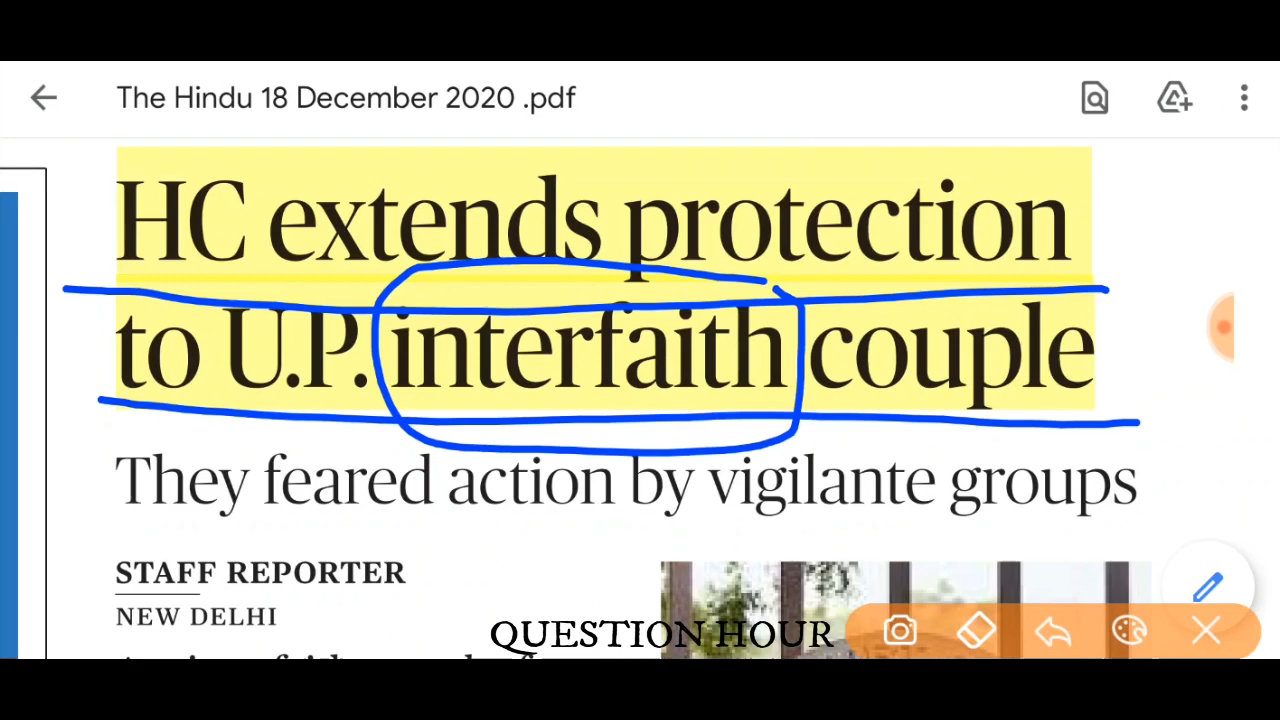 The Hindu 18 December 2020 .pdf
HC extends protection
to U.P. interfaith couple
They feared action by vigilante groups
STAFF REPORTER
NEW DELHI
QUESTION HOUR